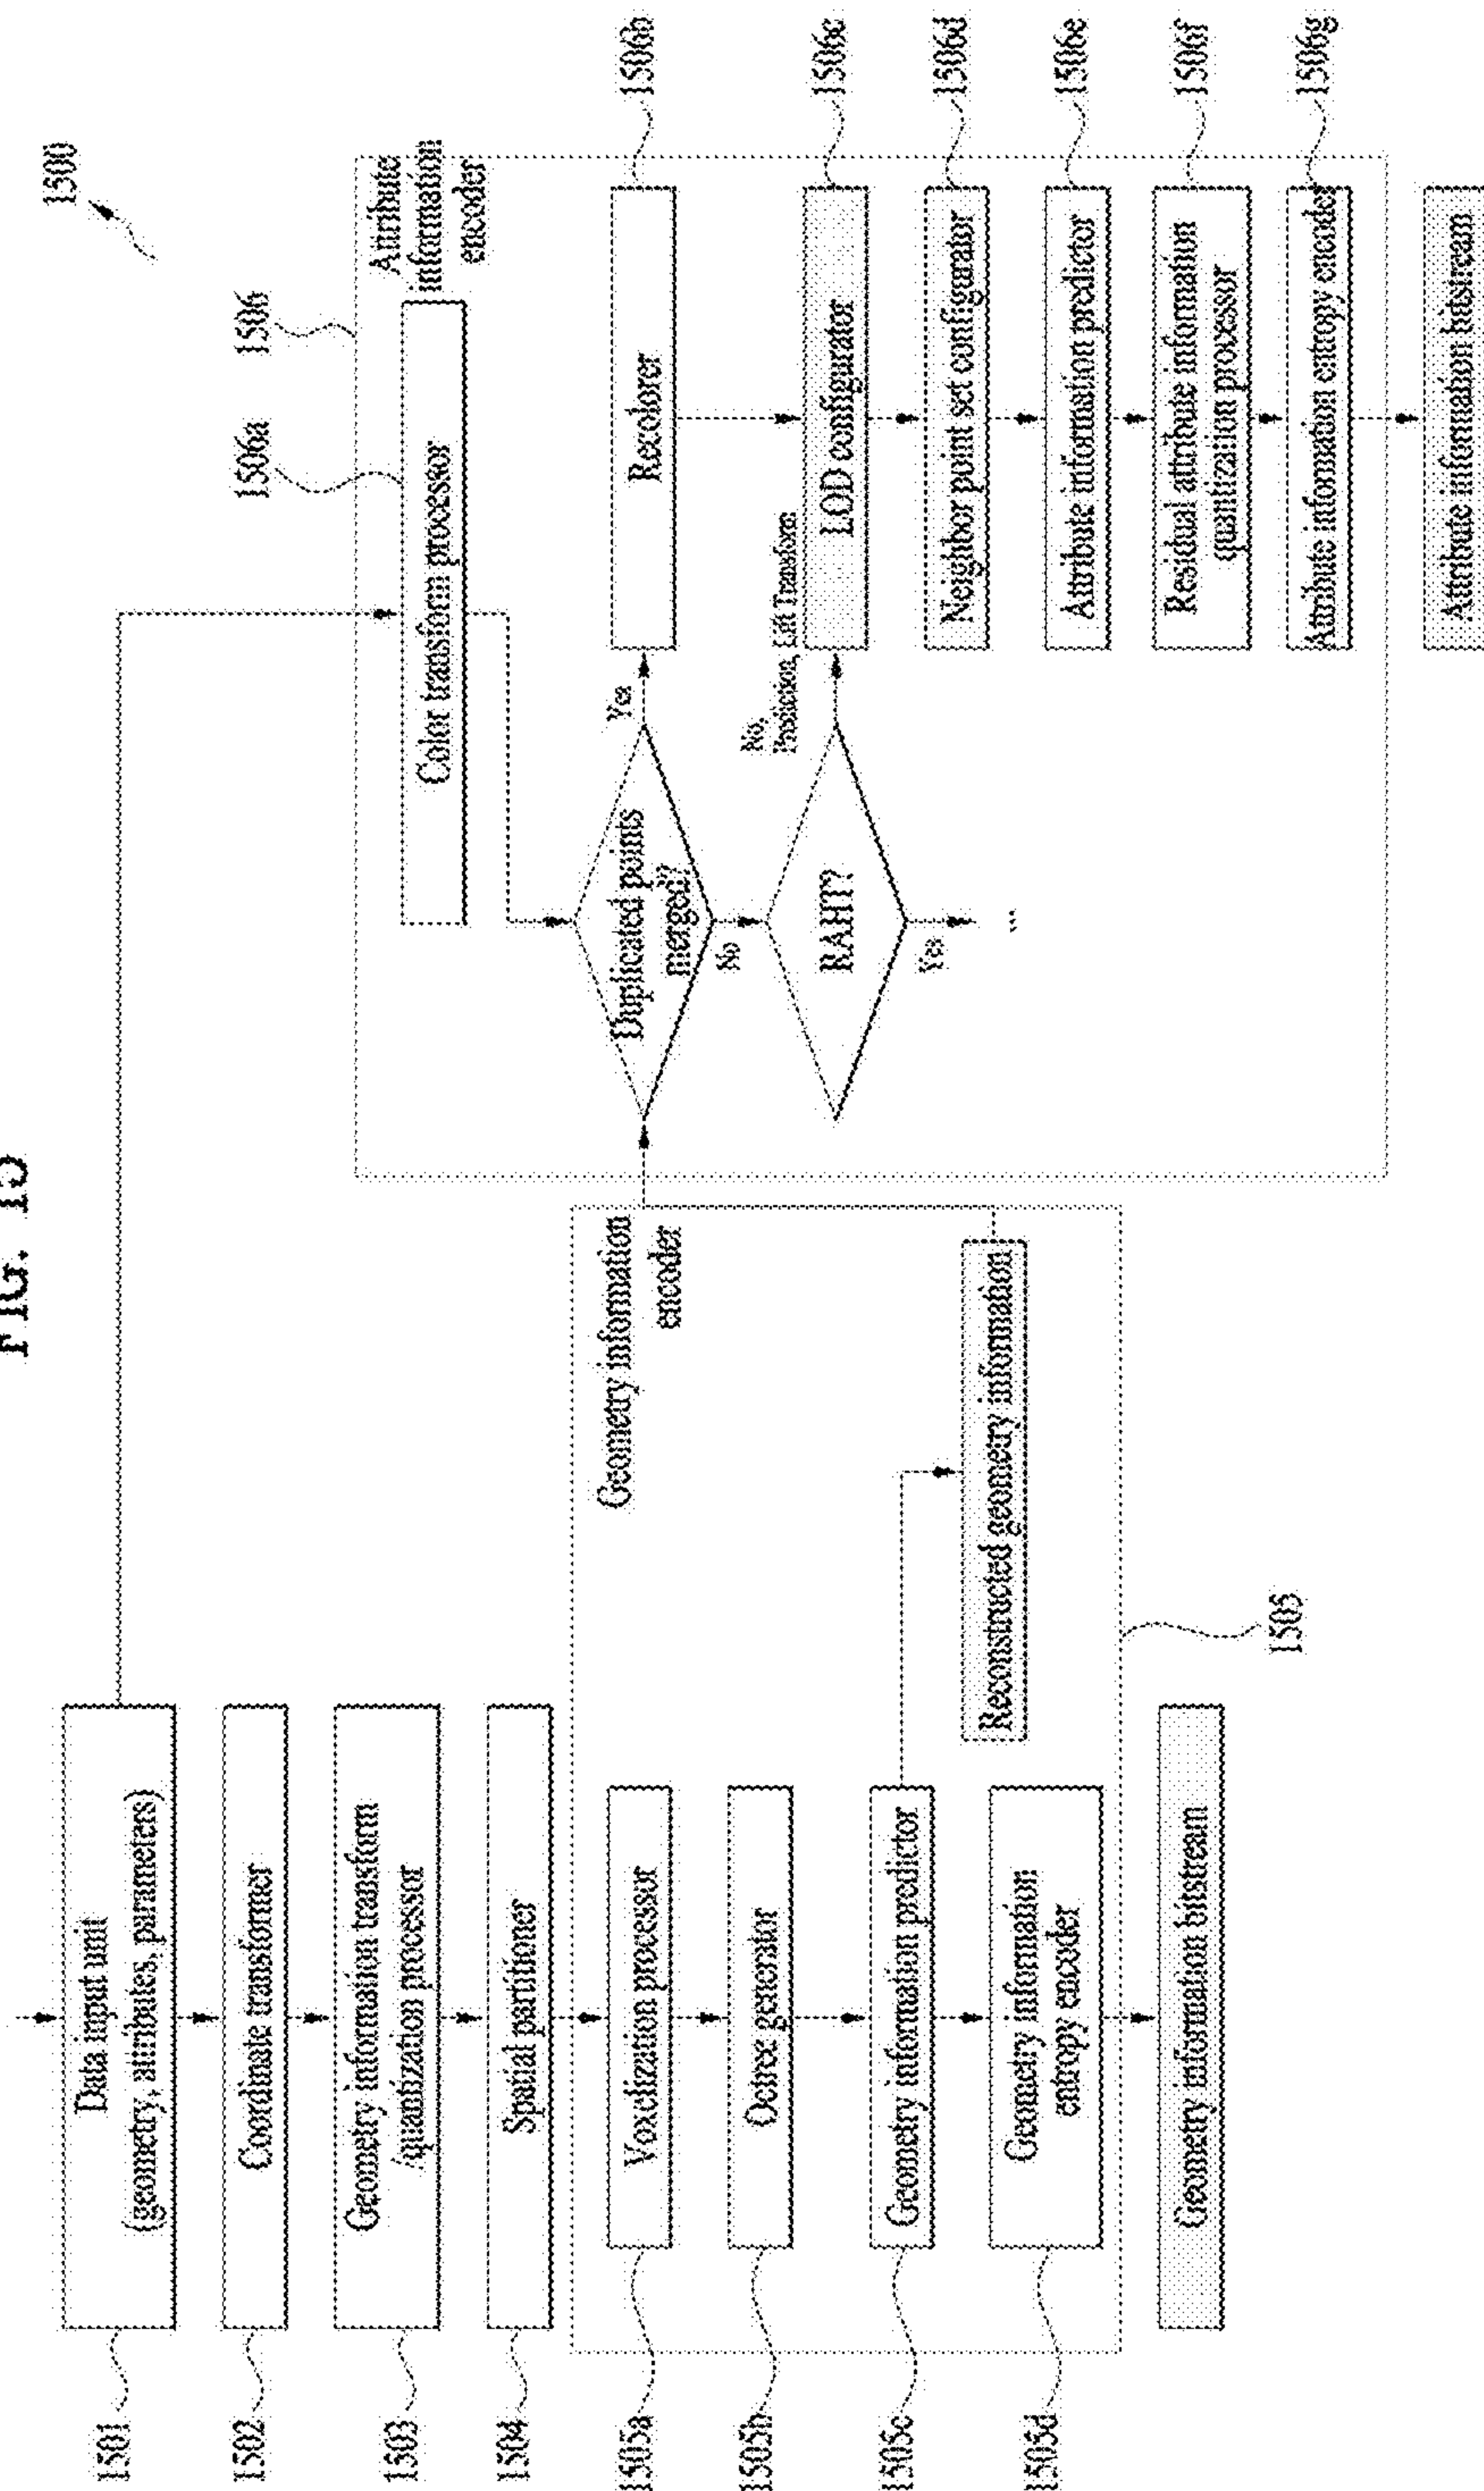 FIG. 15
1500
1501
Data input unit
(geometry, attributes, parameters)
1502
Coordinate transformer
1503
Geometry information transform
/quantization processor
1504
Spatial partitioner
Geometry information
encoder
1505a
Voxelization processor
1505b
Octree generator
1505c
Geometry information predictor
1505d
Geometry information
entropy encoder
Reconstructed geometry information
1505
Geometry information bitstream
1506
Attribute
information
encoder
1506a
Color transform processor
Duplicated points
merged?
Yes
No
1506b
Recolorer
RAHT?
No,
Prediction, Lift Transform
Yes
...
1506c
LOD configurator
1506d
Neighbor point set configurator
1506e
Attribute information predictor
1506f
Residual attribute information
quantization processor
1506g
Attribute information entropy encoder
Attribute information bitstream